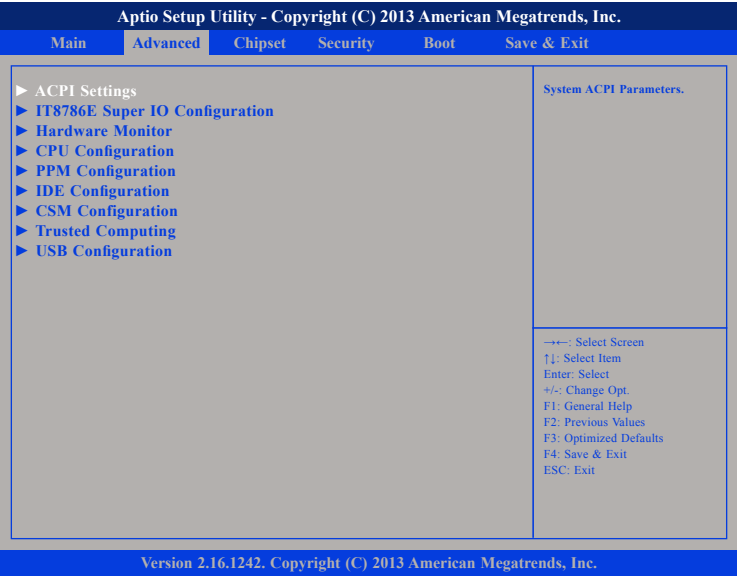 Aptio Setup Utility - Copyright (C) 2013 American Megatrends, Inc.
Main Advanced Chipset Security Boot Save & Exit
► ACPI Settings
► IT8786E Super IO Configuration
► Hardware Monitor
► CPU Configuration
► PPM Configuration
► IDE Configuration
► CSM Configuration
► Trusted Computing
► USB Configuration
System ACPI Parameters.
→←: Select Screen
↑↓: Select Item
Enter: Select
+/-: Change Opt.
F1: General Help
F2: Previous Values
F3: Optimized Defaults
F4: Save & Exit
ESC: Exit
Version 2.16.1242. Copyright (C) 2013 American Megatrends, Inc.